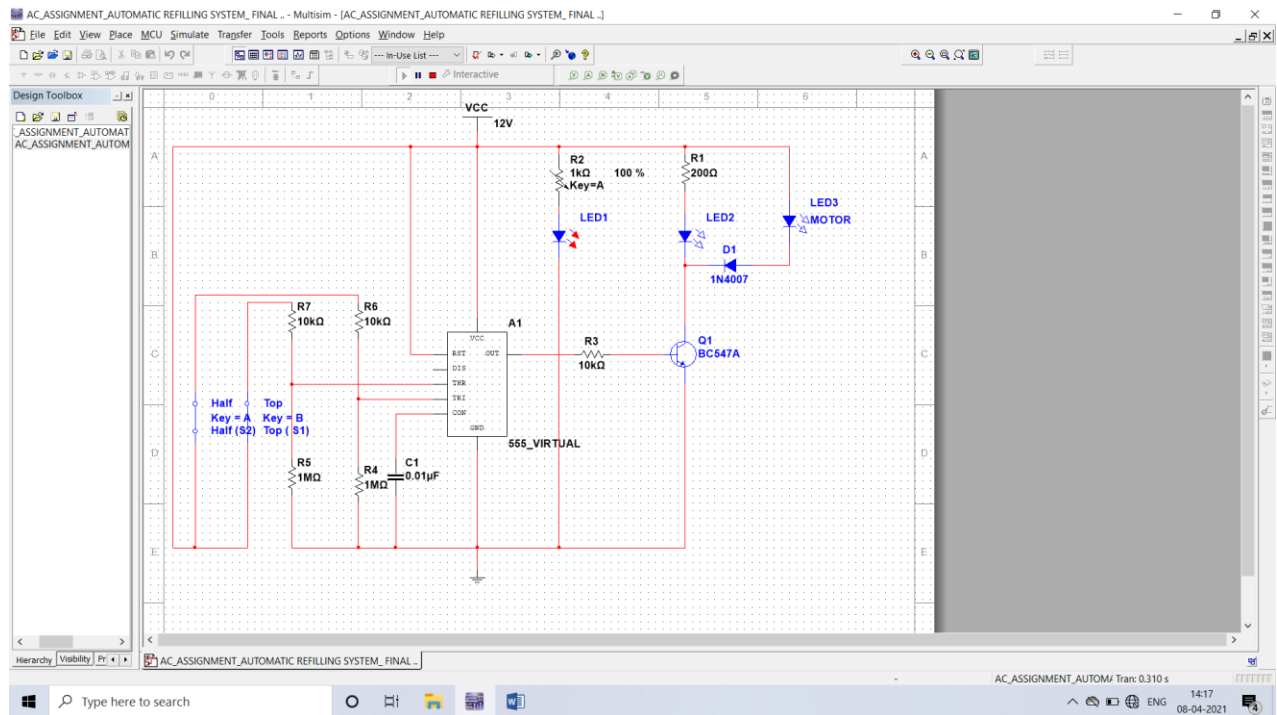 AC_ASSIGNMENT_AUTOMATIC REFILLING SYSTEM_ FINAL .. - Multisim - [AC_ASSIGNMENT_AUTOMATIC REFILLING SYSTEM_ FINAL ..]
File Edit View Place MCU Simulate Transfer Tools Reports Options Window Help
--- In-Use List ---
Interactive
Design Toolbox
:_ASSIGNMENT_AUTOMAT
AC_ASSIGNMENT_AUTOM
0 1 2 3 4 5 6
VCC
12V
A A
R2
1kΩ 100 %
Key=A
R1
200Ω
LED3
MOTOR
LED1
LED2
B B
D1
1N4007
R7
10kΩ
R6
10kΩ
A1
VCC
RST OUT
DIS
THR
TRI
CON
GND
555_VIRTUAL
R3
10kΩ
Q1
BC547A
C C
Half Top
Key = A Key = B
Half (S2) Top ( S1)
D D
R5
1MΩ
R4
1MΩ
C1
0.01µF
E E
Hierarchy Visibility Pr
AC_ASSIGNMENT_AUTOMATIC REFILLING SYSTEM_ FINAL ..
- AC_ASSIGNMENT_AUTOM/ Tran: 0.310 s
Type here to search
ENG
14:17
08-04-2021
4